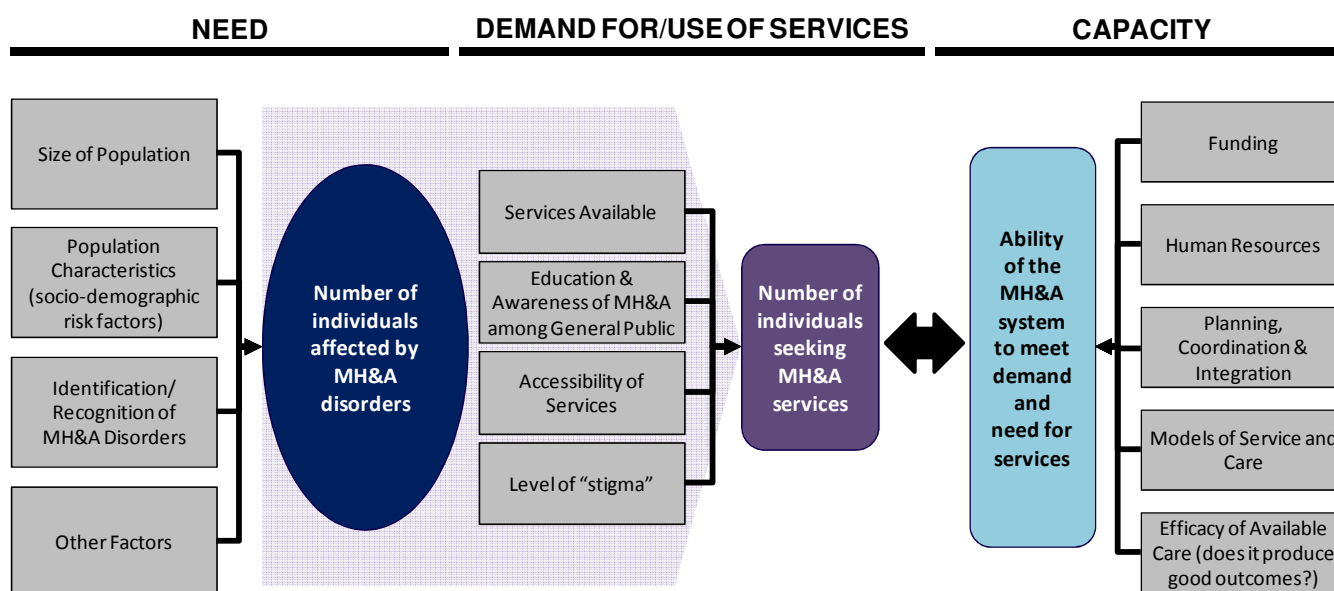 NEED
DEMAND FOR/USE OF SERVICES
CAPACITY
Size of Population
Population
Characteristics
(socio-demographic
risk factors)
Identification/
Recognition of
MH&A Disorders
Other Factors
Number of
individuals
affected by
MH&A
disorders
Services Available
Education &
Awareness of MH&A
among General Public
Accessibility of
Services
Level of “stigma”
Number of
individuals
seeking
MH&A
services
Ability
of the
MH&A
system
to meet
demand
and
need for
services
Funding
Human Resources
Planning,
Coordination &
Integration
Models of Service and
Care
Efficacy of Available
Care (does it produce
good outcomes?)